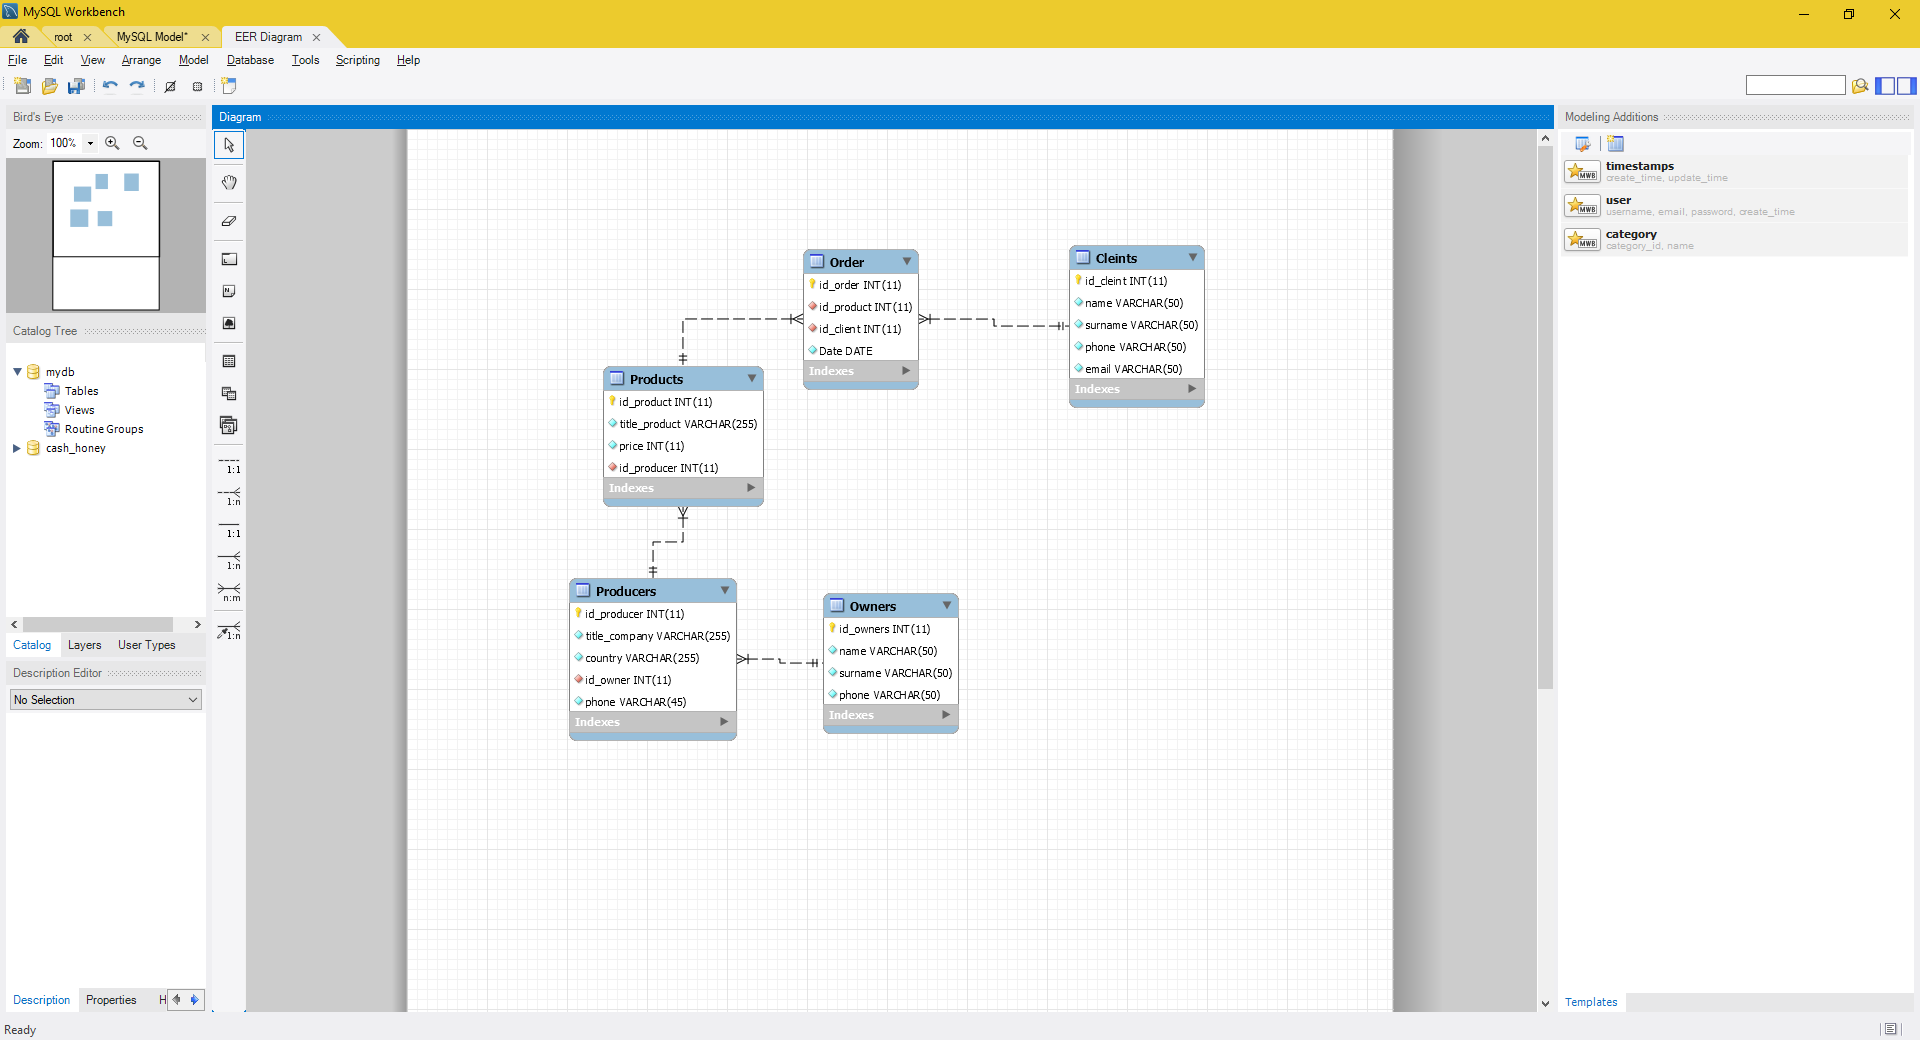 MySQL Workbench
root
MySQL Model*
EER Diagram
File Edit View Arrange Model Database Tools Scripting Help
Bird's Eye
Zoom: 100%
Catalog Tree
mydb
Tables
Views
Routine Groups
cash_honey
Catalog Layers User Types
Description Editor
No Selection
Description Properties H
Ready
Diagram
1:1
1:n
1:1
1:n
n:m
1:n
Order
id_order INT(11)
id_product INT(11)
id_client INT(11)
Date DATE
Indexes
Cleints
id_cleint INT(11)
name VARCHAR(50)
surname VARCHAR(50)
phone VARCHAR(50)
email VARCHAR(50)
Indexes
Products
id_product INT(11)
title_product VARCHAR(255)
price INT(11)
id_producer INT(11)
Indexes
Producers
id_producer INT(11)
title_company VARCHAR(255)
country VARCHAR(255)
id_owner INT(11)
phone VARCHAR(45)
Indexes
Owners
id_owners INT(11)
name VARCHAR(50)
surname VARCHAR(50)
phone VARCHAR(50)
Indexes
Modeling Additions
MWB
timestamps
create_time, update_time
MWB
user
username, email, password, create_time
MWB
category
category_id, name
Templates